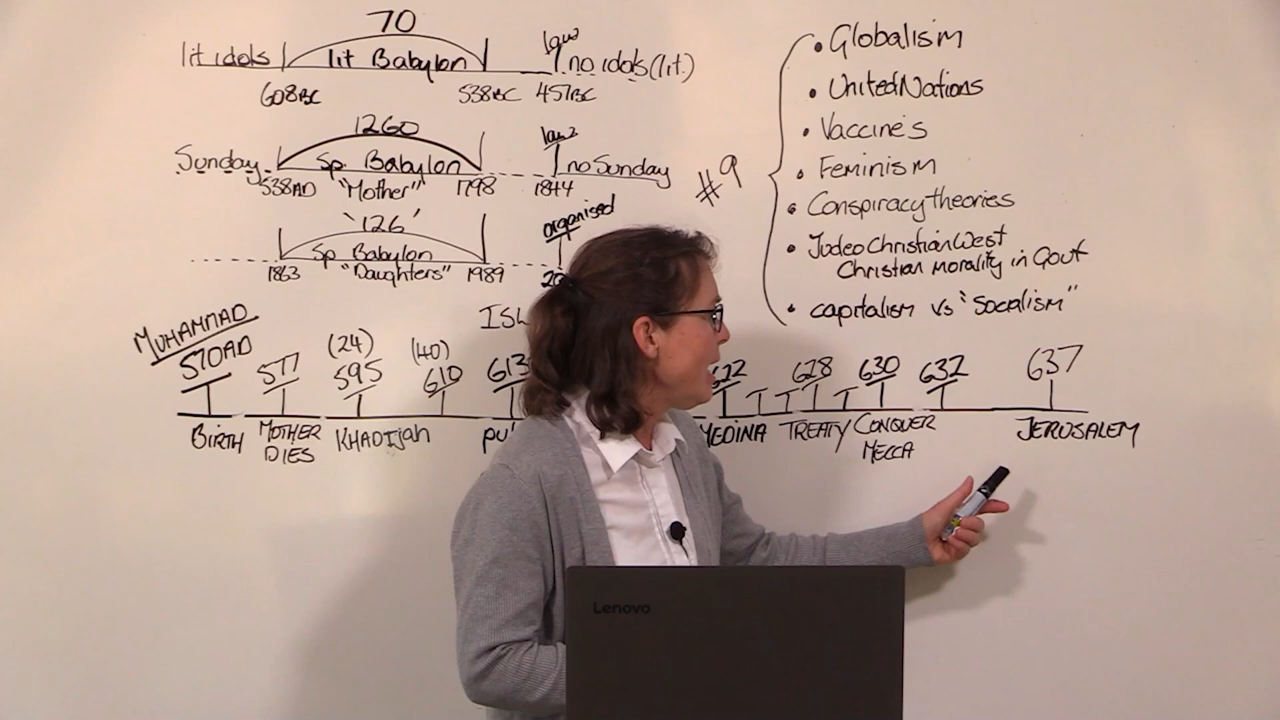 70
lit idols lit Babylon law no idols (lit.)
608BC 538BC 457BC
1260
Sunday Sp Babylon law no Sunday
538AD "Mother" 1798 1844
'126' organised
Sp Babylon
1863 "Daughters" 1989 20
#9
• Globalism
• United Nations
• Vaccine's
• Feminism
• Conspiracy theories
• Judeo Christian West
Christian morality in Govt
• capitalism vs "Socialism"
ISL
MUHAMMAD
(24) (40)
570AD 577 595 610 613 622 628 630 632 637
BIRTH MOTHER DIES KHADIJah MEDINA TREATY CONQUER MECCA JERUSALEM
Lenovo